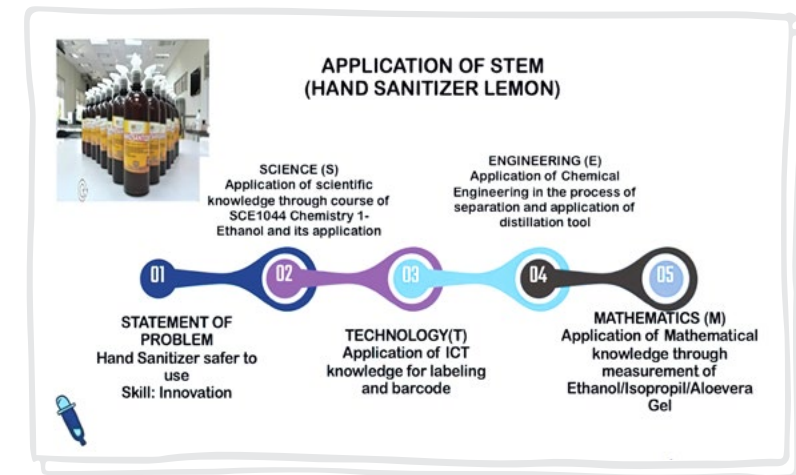 APPLICATION OF STEM
(HAND SANITIZER LEMON)
SCIENCE (S)
Application of scientific
knowledge through course of
SCE1044 Chemistry 1-
Ethanol and its application
ENGINEERING (E)
Application of Chemical
Engineering in the process of
separation and application of
distillation tool
01
02
03
04
05
STATEMENT OF
PROBLEM
Hand Sanitizer safer to
use
Skill: Innovation
TECHNOLOGY(T)
Application of ICT
knowledge for labeling
and barcode
MATHEMATICS (M)
Application of Mathematical
knowledge through
measurement of
Ethanol/Isopropil/Aloevera
Gel